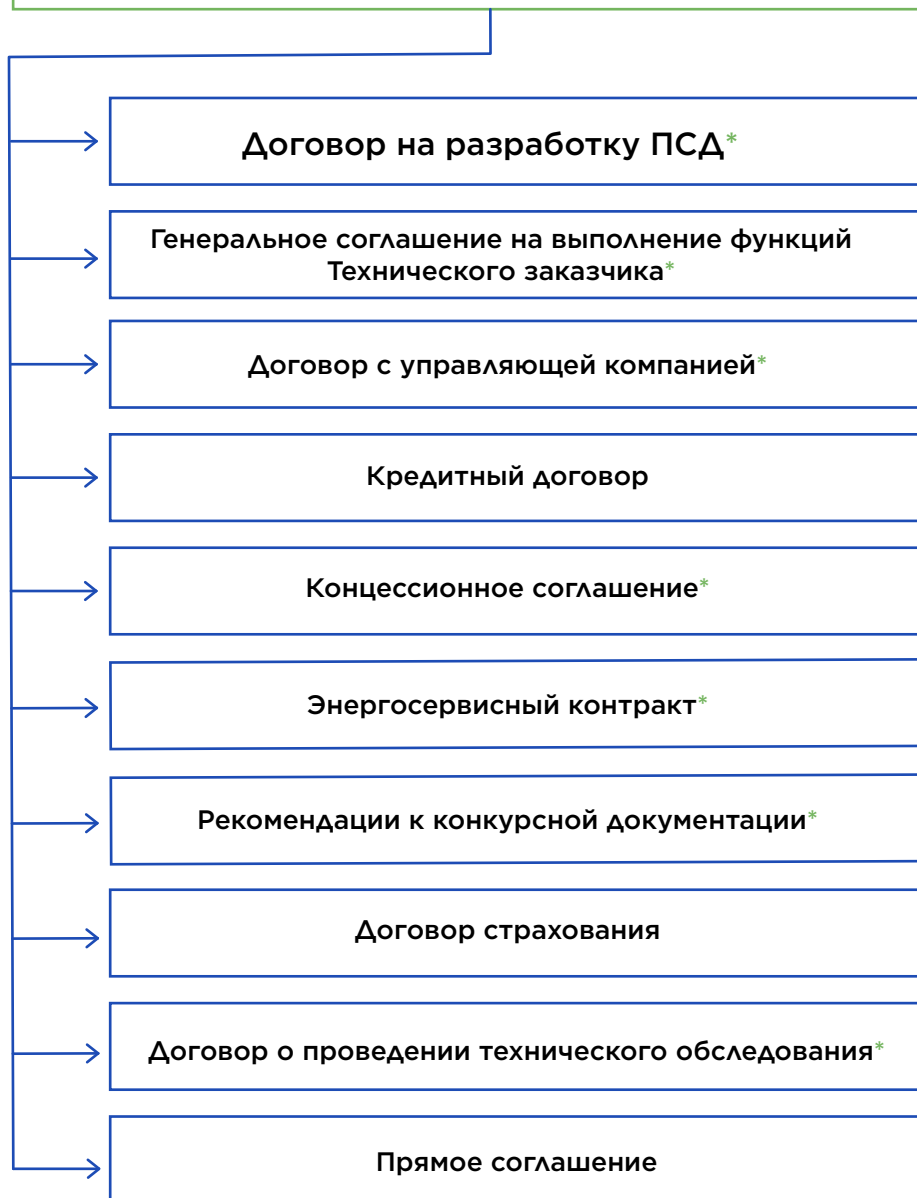 Договор на разработку ПСД*
Генеральное соглашение на выполнение функций
Технического заказчика*
Договор с управляющей компанией*
Кредитный договор
Концессионное соглашение*
Энергосервисный контракт*
Рекомендации к конкурсной документации*
Договор страхования
Договор о проведении технического обследования*
Прямое соглашение